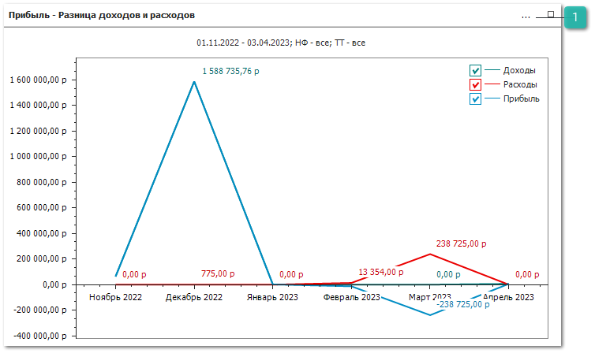 Прибыль - Разница доходов и расходов
...
1
01.11.2022 - 03.04.2023; НФ - все; ТТ - все
Доходы
Расходы
Прибыль
1 600 000,00 р
1 400 000,00 р
1 200 000,00 р
1 000 000,00 р
800 000,00 р
600 000,00 р
400 000,00 р
200 000,00 р
0,00 р
-200 000,00 р
-400 000,00 р
1 588 735,76 р
238 725,00 р
0,00 р
775,00 р
0,00 р
13 354,00 р
0,00 р
0,00 р
-238 725,00 р
Ноябрь 2022
Декабрь 2022
Январь 2023
Февраль 2023
Март 2023
Апрель 2023